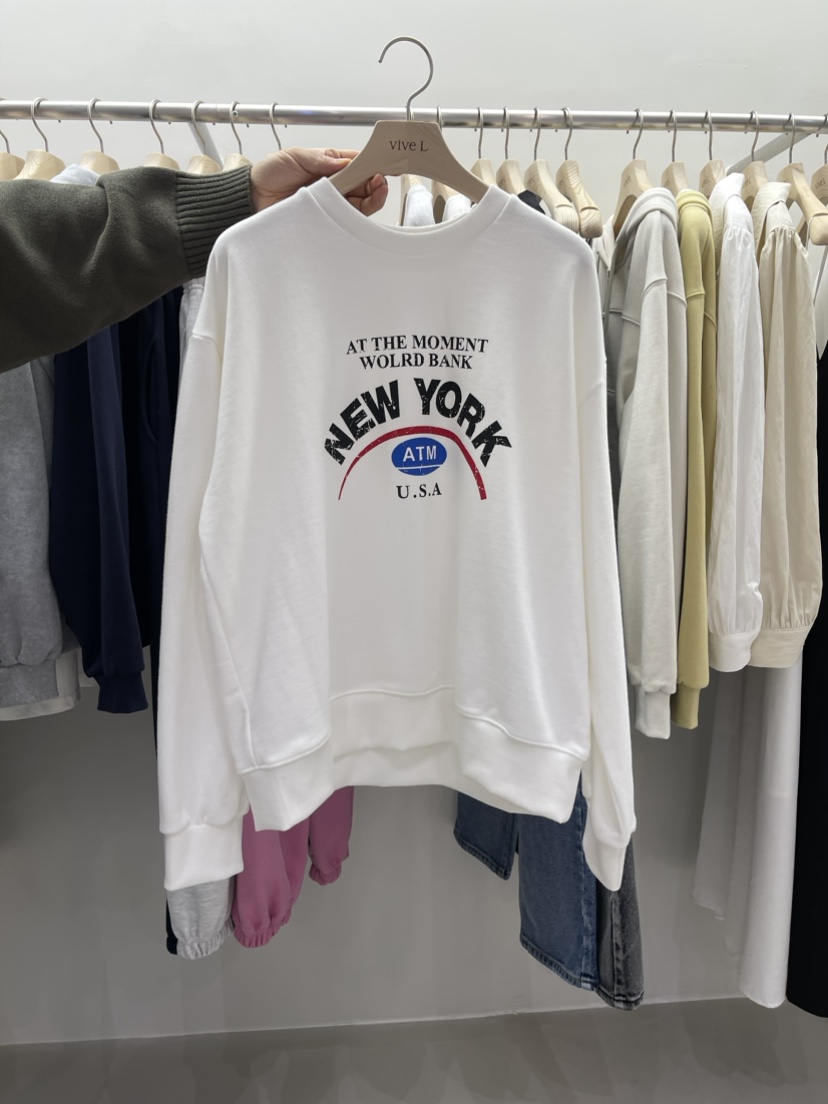 vive L
AT THE MOMENT
WOLRD BANK
NEW YORK
ATM
U.S.A